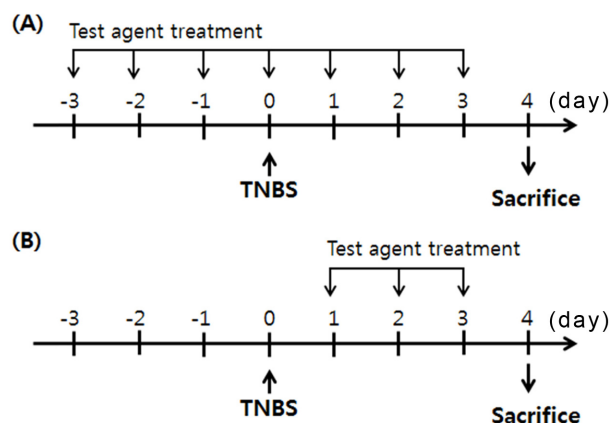 (A)
Test agent treatment
-3 -2 -1 0 1 2 3 4 (day)
TNBS
Sacrifice
(B)
Test agent treatment
-3 -2 -1 0 1 2 3 4 (day)
TNBS
Sacrifice